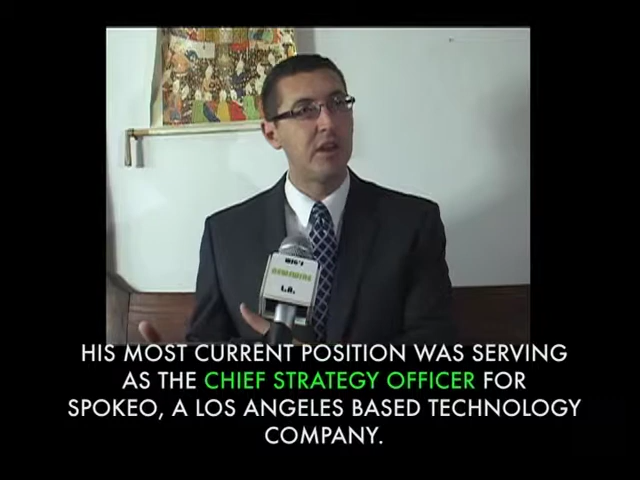 L.A.
HIS MOST CURRENT POSITION WAS SERVING
AS THE CHIEF STRATEGY OFFICER FOR
SPOKEO, A LOS ANGELES BASED TECHNOLOGY
COMPANY.